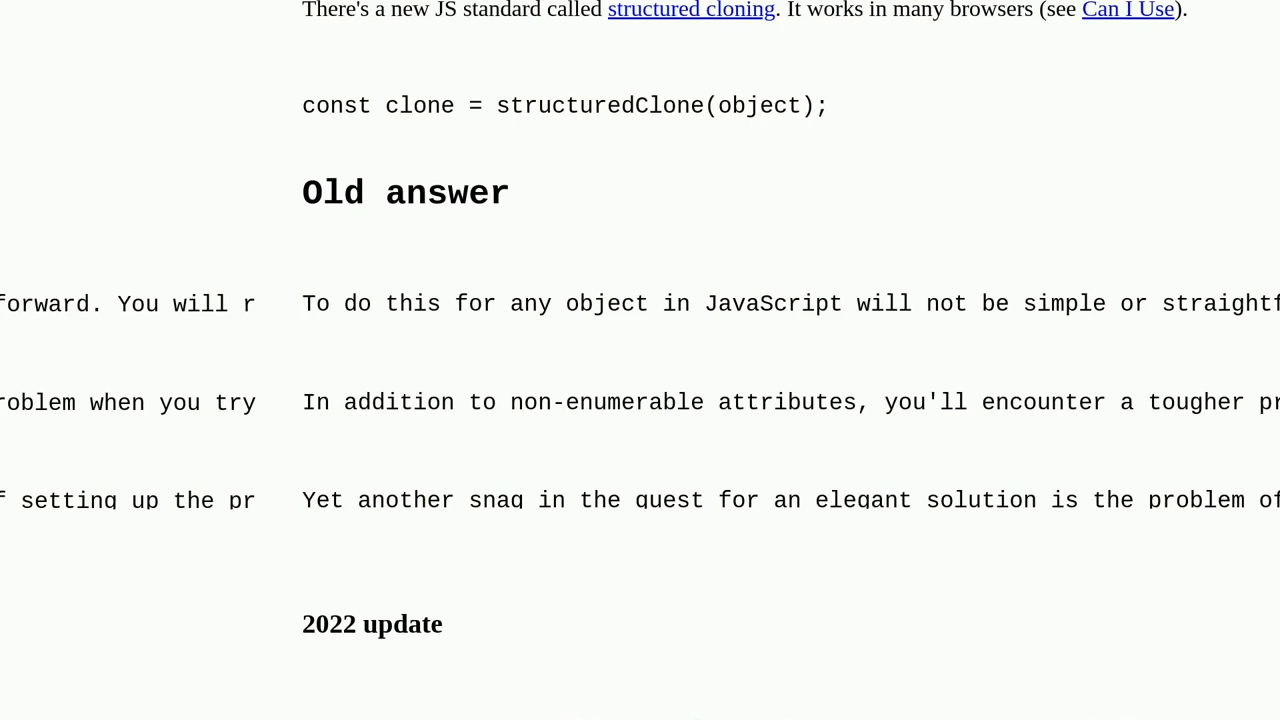 There's a new JS standard called structured cloning. It works in many browsers (see Can I Use).
const clone = structuredClone(object);
Old answer
forward. You will r To do this for any object in JavaScript will not be simple or straightf
roblem when you try In addition to non-enumerable attributes, you'll encounter a tougher pr
f setting up the pr Yet another snag in the quest for an elegant solution is the problem of
2022 update